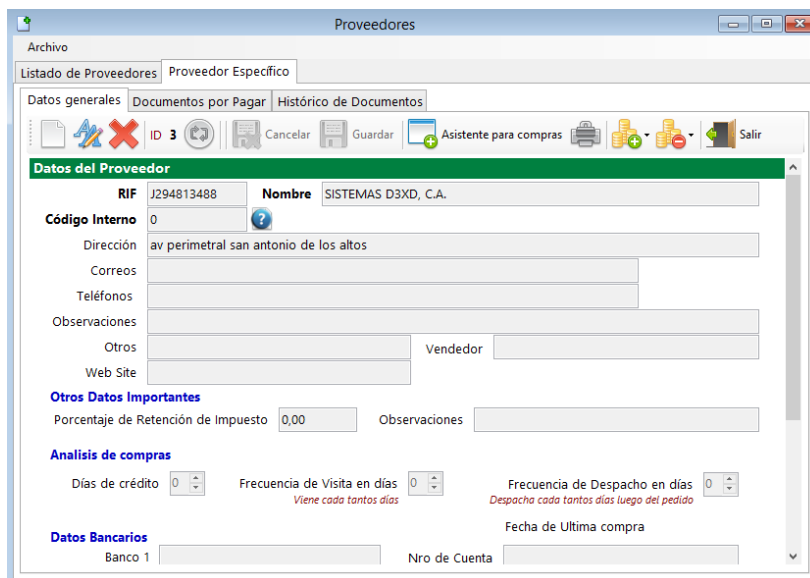 Proveedores
Archivo
Listado de Proveedores Proveedor Específico
Datos generales Documentos por Pagar Histórico de Documentos
ID 3 Cancelar Guardar Asistente para compras Salir
Datos del Proveedor
RIF J294813488 Nombre SISTEMAS D3XD, C.A.
Código Interno 0 ?
Dirección av perimetral san antonio de los altos
Correos
Teléfonos
Observaciones
Otros Vendedor
Web Site
Otros Datos Importantes
Porcentaje de Retención de Impuesto 0,00 Observaciones
Analisis de compras
Días de crédito 0 Frecuencia de Visita en días 0 Frecuencia de Despacho en días 0
Viene cada tantos días Despacha cada tantos días luego del pedido
Fecha de Ultima compra
Datos Bancarios
Banco 1 Nro de Cuenta